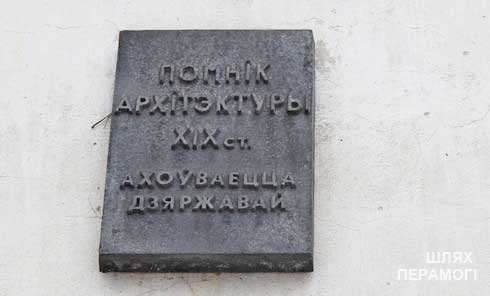 ПОМНІК
АРХІТЭКТУРЫ
XIX ст.
АХОЎВАЕЦЦА
ДЗЯРЖАВАЙ
ШЛЯХ
ПЕРАМОГІ